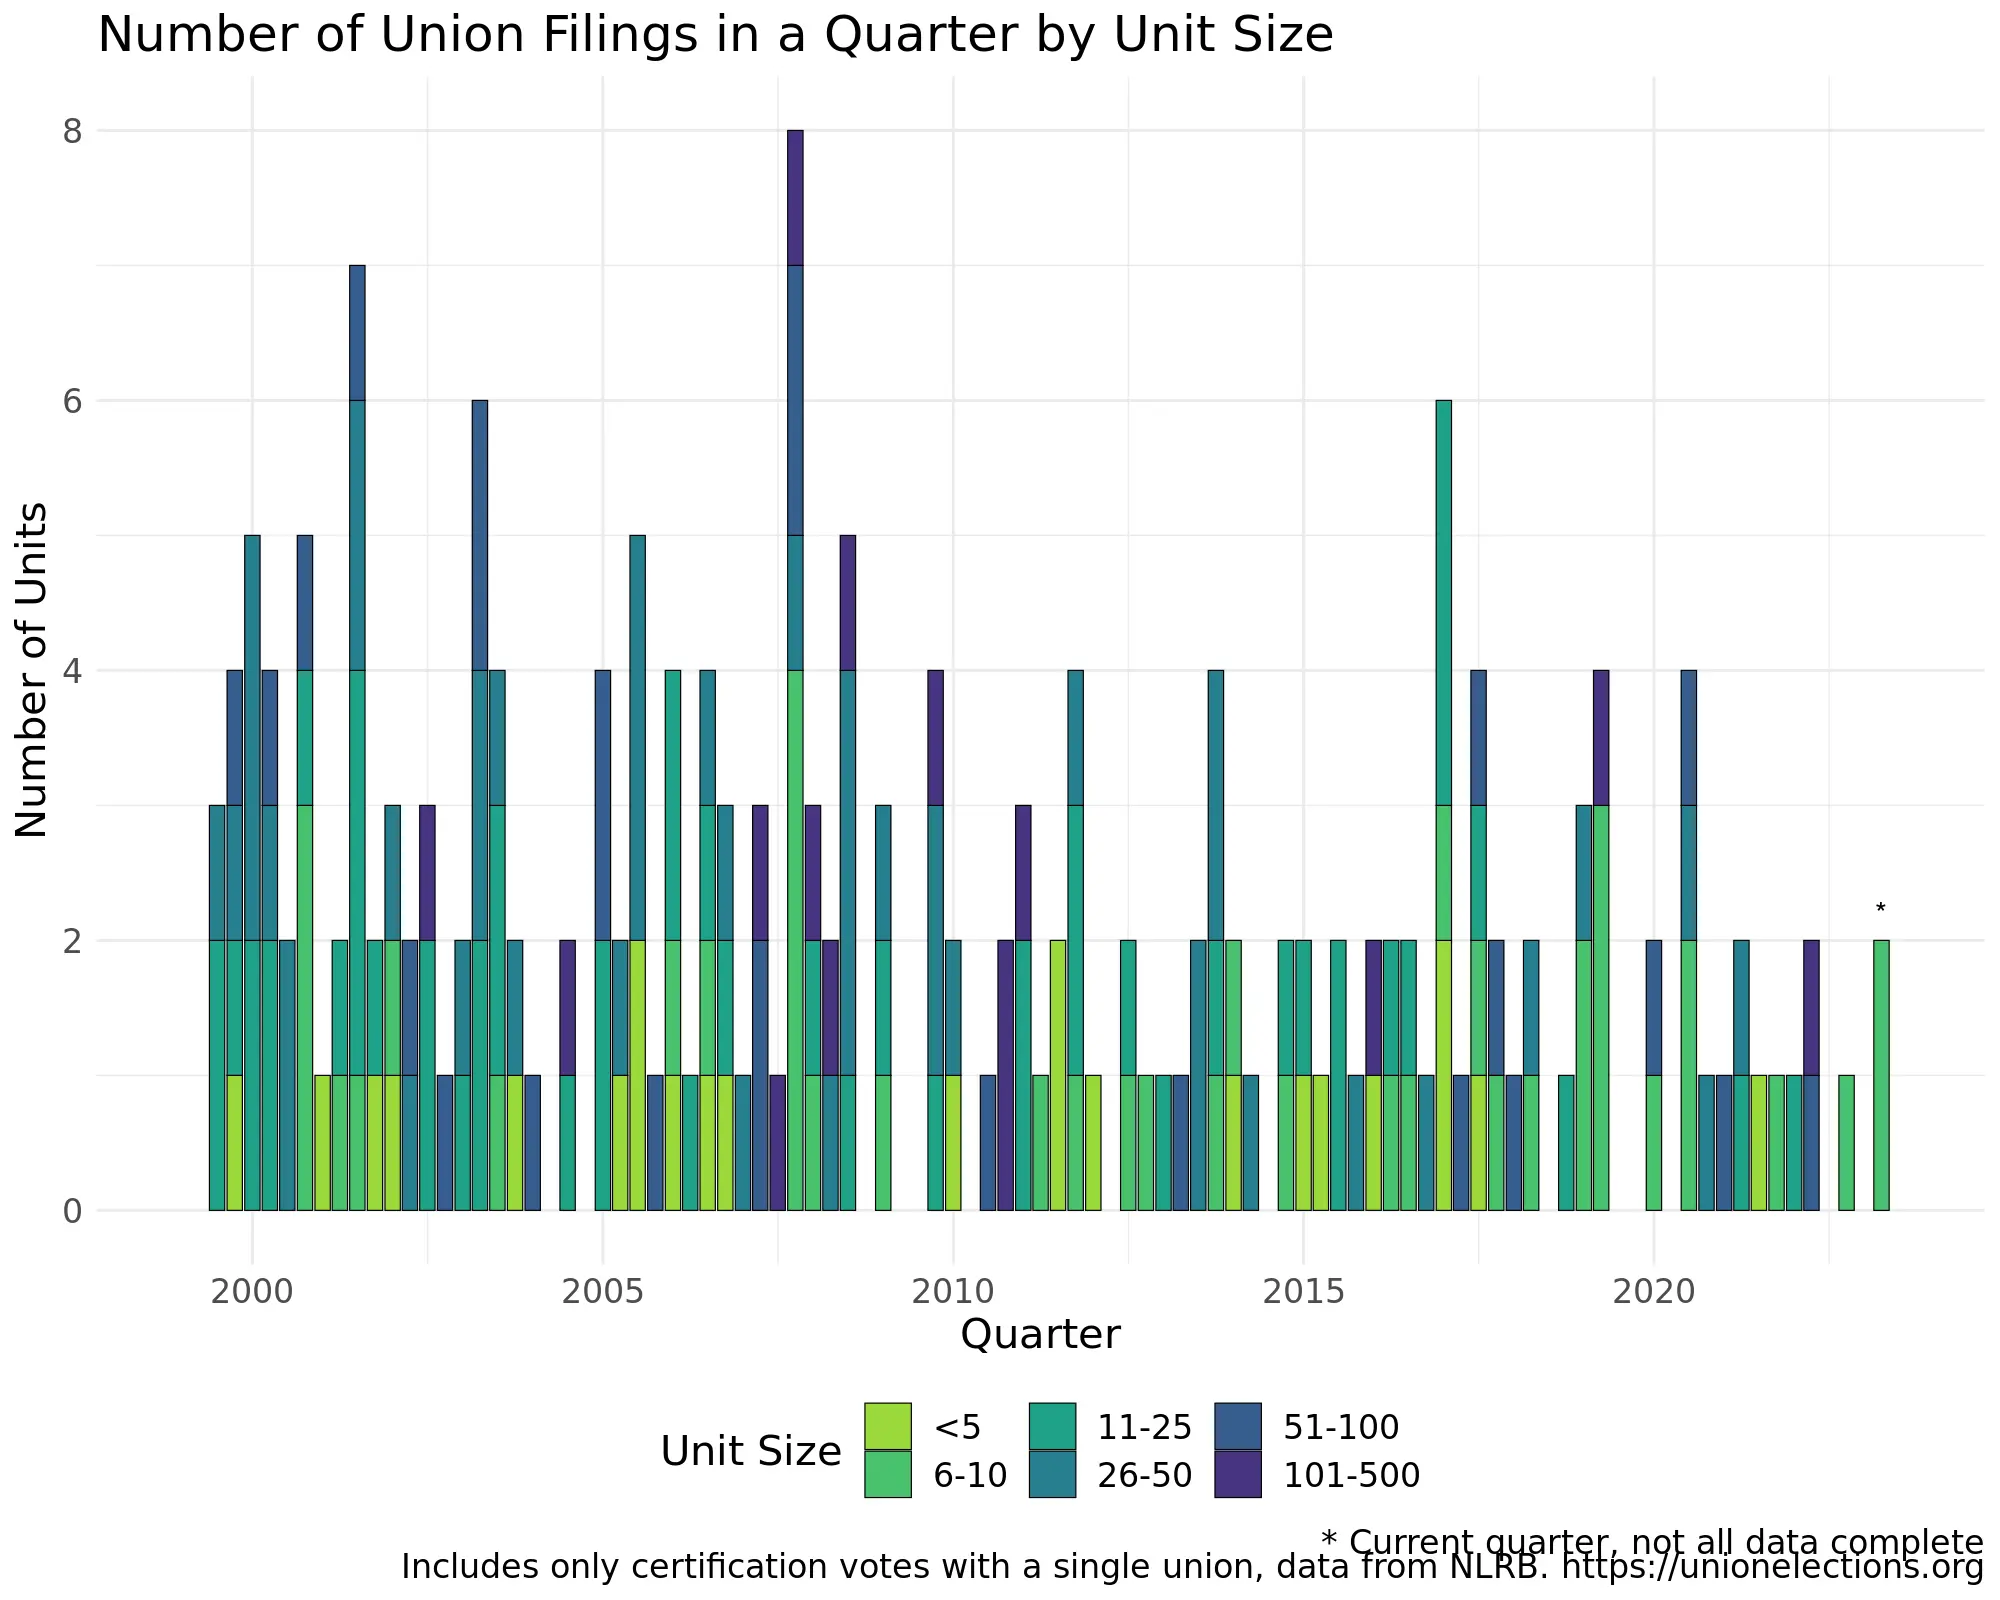 Number of Union Filings in a Quarter by Unit Size
Number of Units
8
6
4
2
0
*
2000 2005 2010 2015 2020
Quarter
Unit Size
<5 11-25 51-100
6-10 26-50 101-500
* Current quarter, not all data complete
Includes only certification votes with a single union, data from NLRB. https://unionelections.org